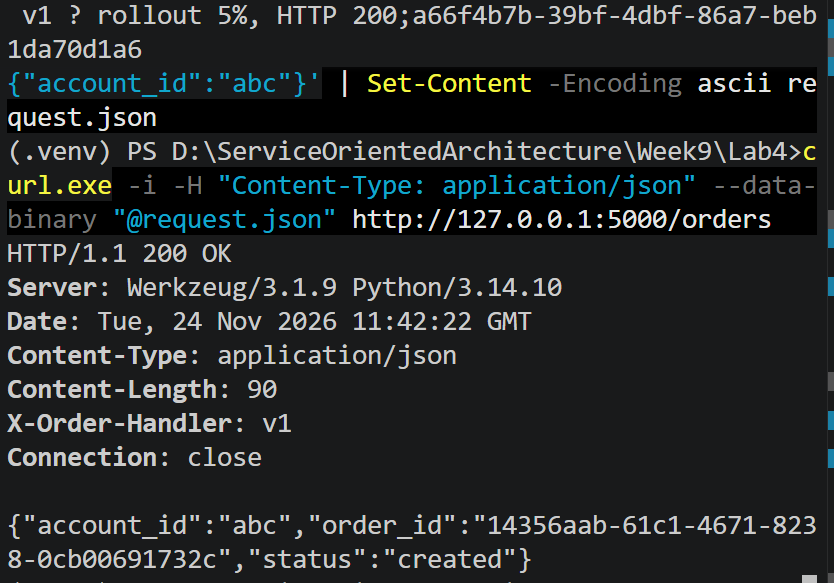 v1 ? rollout 5%, HTTP 200;a66f4b7b-39bf-4dbf-86a7-beb
1da70d1a6
{"account_id":"abc"}' | Set-Content -Encoding ascii re
quest.json
(.venv) PS D:\ServiceOrientedArchitecture\Week9\Lab4>c
url.exe -i -H "Content-Type: application/json" --data-
binary "@request.json" http://127.0.0.1:5000/orders
HTTP/1.1 200 OK
Server: Werkzeug/3.1.9 Python/3.14.10
Date: Tue, 24 Nov 2026 11:42:22 GMT
Content-Type: application/json
Content-Length: 90
X-Order-Handler: v1
Connection: close
{"account_id":"abc","order_id":"14356aab-61c1-4671-823
8-0cb00691732c","status":"created"}